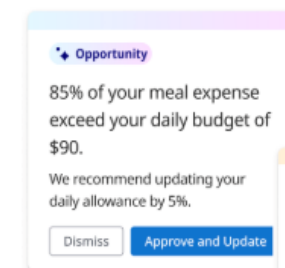 Opportunity
85% of your meal expense
exceed your daily budget of
$90.
We recommend updating your
daily allowance by 5%.
Dismiss
Approve and Update